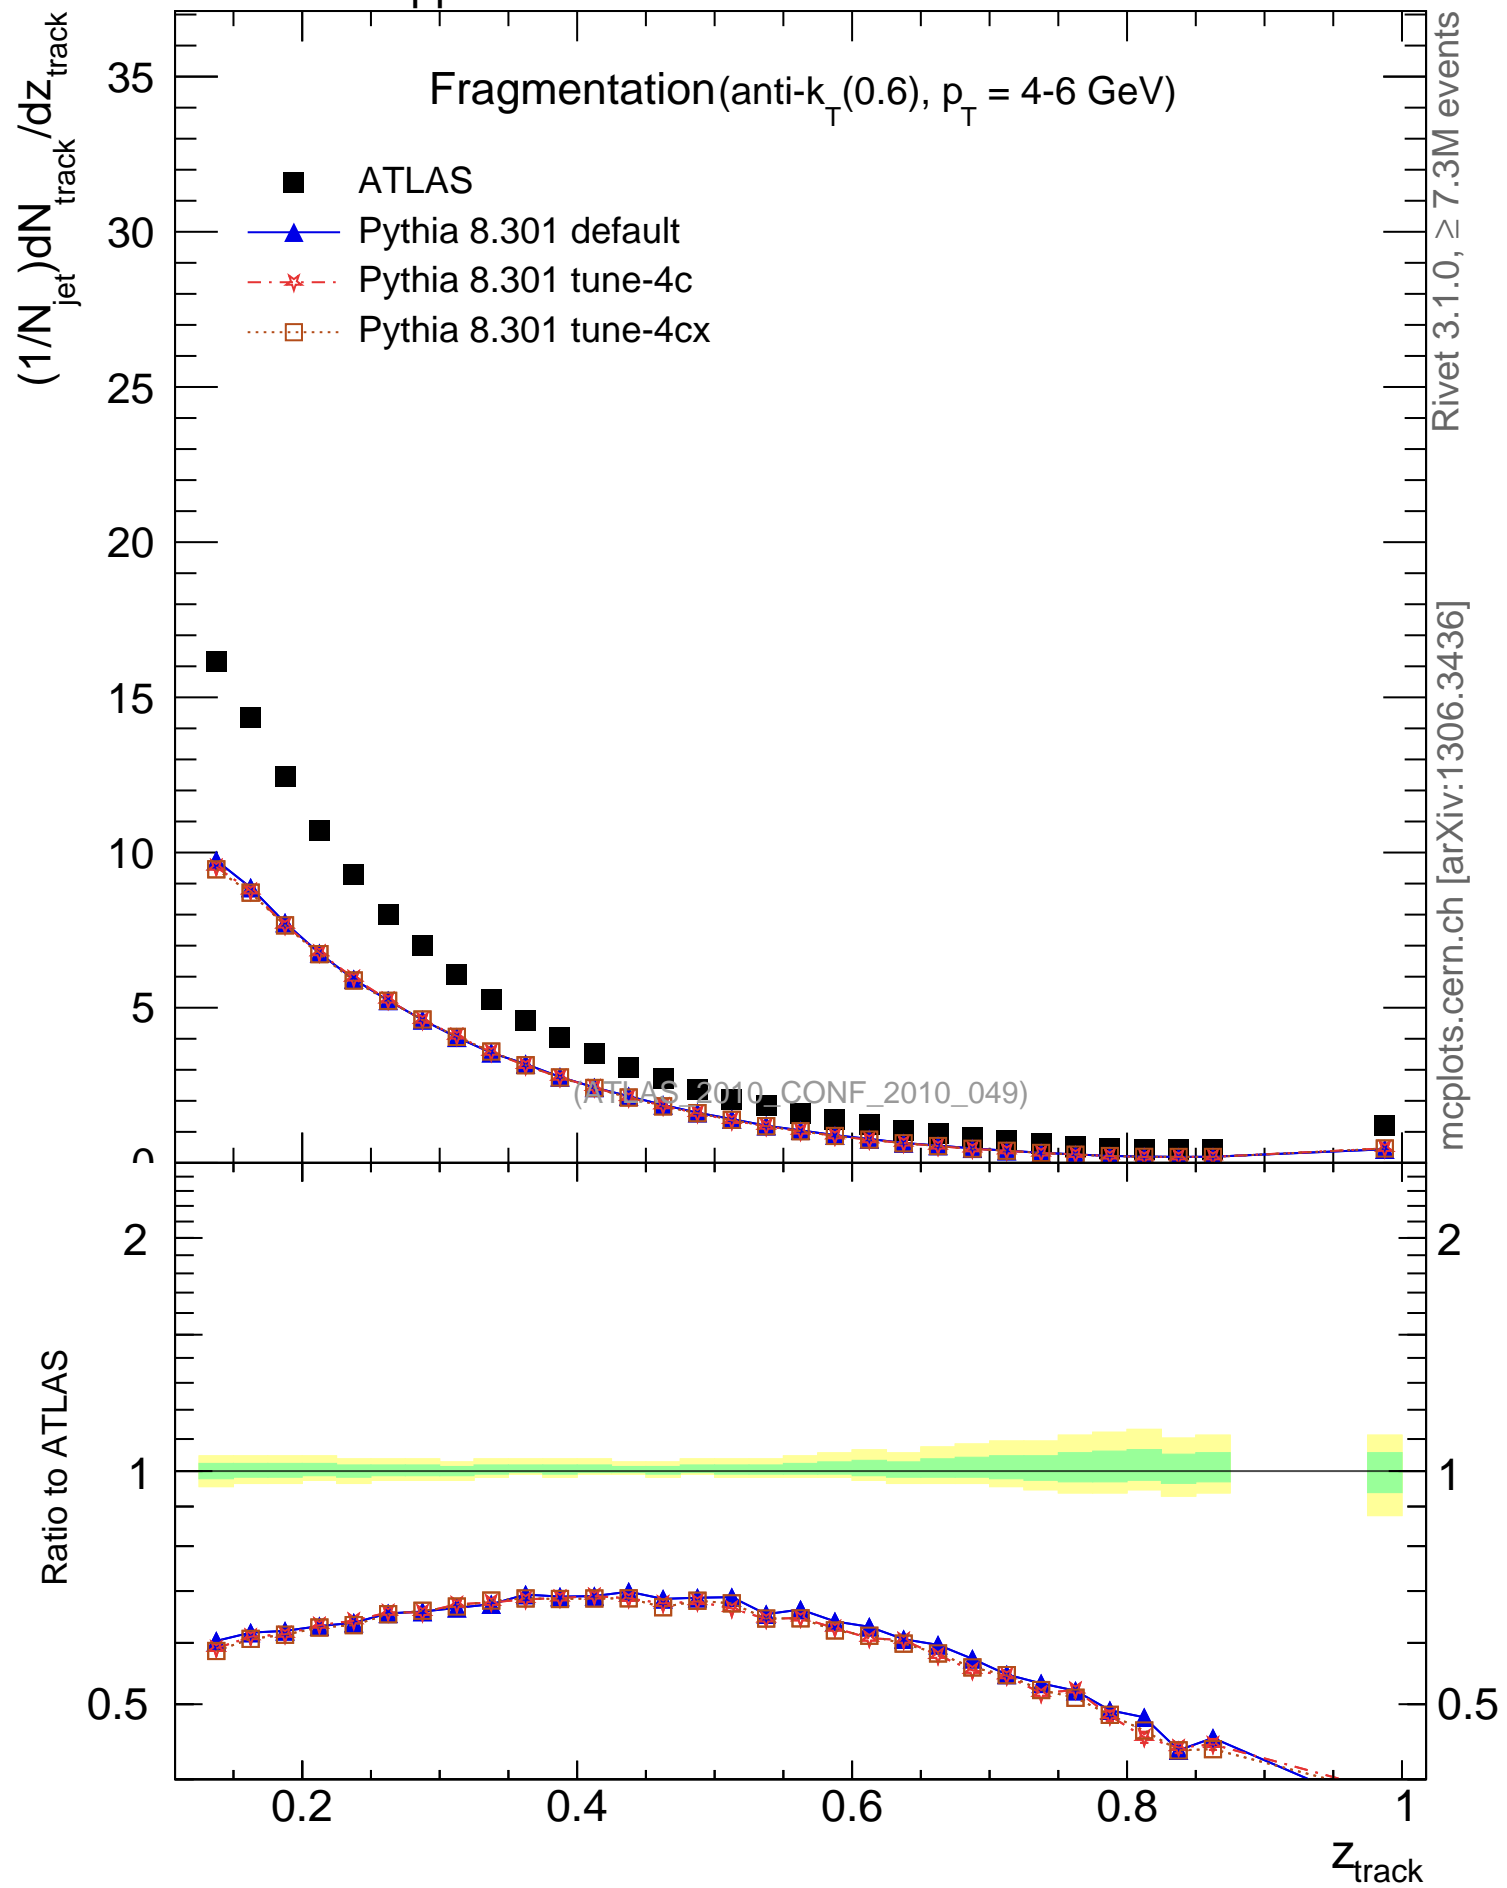 pp
Fragmentation (anti-k_T(0.6), p_T = 4-6 GeV)
ATLAS
Pythia 8.301 default
Pythia 8.301 tune-4c
Pythia 8.301 tune-4cx
(1/N_jet)dN_track/dz_track
35
30
25
20
15
10
5
0
(ATLAS_2010_CONF_2010_049)
Rivet 3.1.0, ≥ 7.3M events
mcplots.cern.ch [arXiv:1306.3436]
Ratio to ATLAS
2
1
0.5
2
1
0.5
0.2
0.4
0.6
0.8
1
z_track